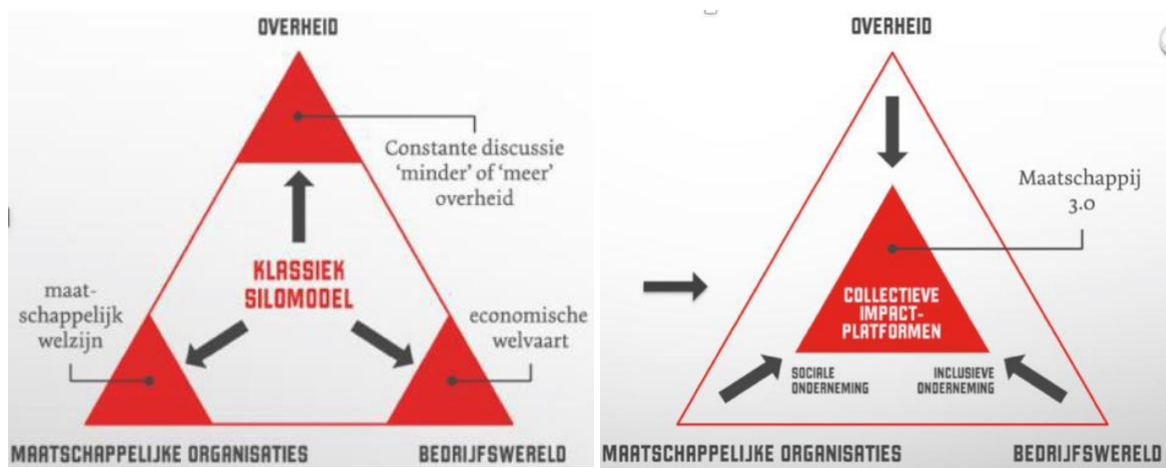 OVERHEID
Constante discussie
‘minder’ of ‘meer’
overheid
KLASSIEK
SILOMODEL
maat-
schappelijk
welzijn
economische
welvaart
MAATSCHAPPELIJKE ORGANISATIES
BEDRIJFSWERELD
OVERHEID
Maatschappij
3.0
COLLECTIEVE
IMPACT-
PLATFORMEN
SOCIALE
ONDERNEMING
INCLUSIEVE
ONDERNEMING
MAATSCHAPPELIJKE ORGANISATIES
BEDRIJFSWERELD